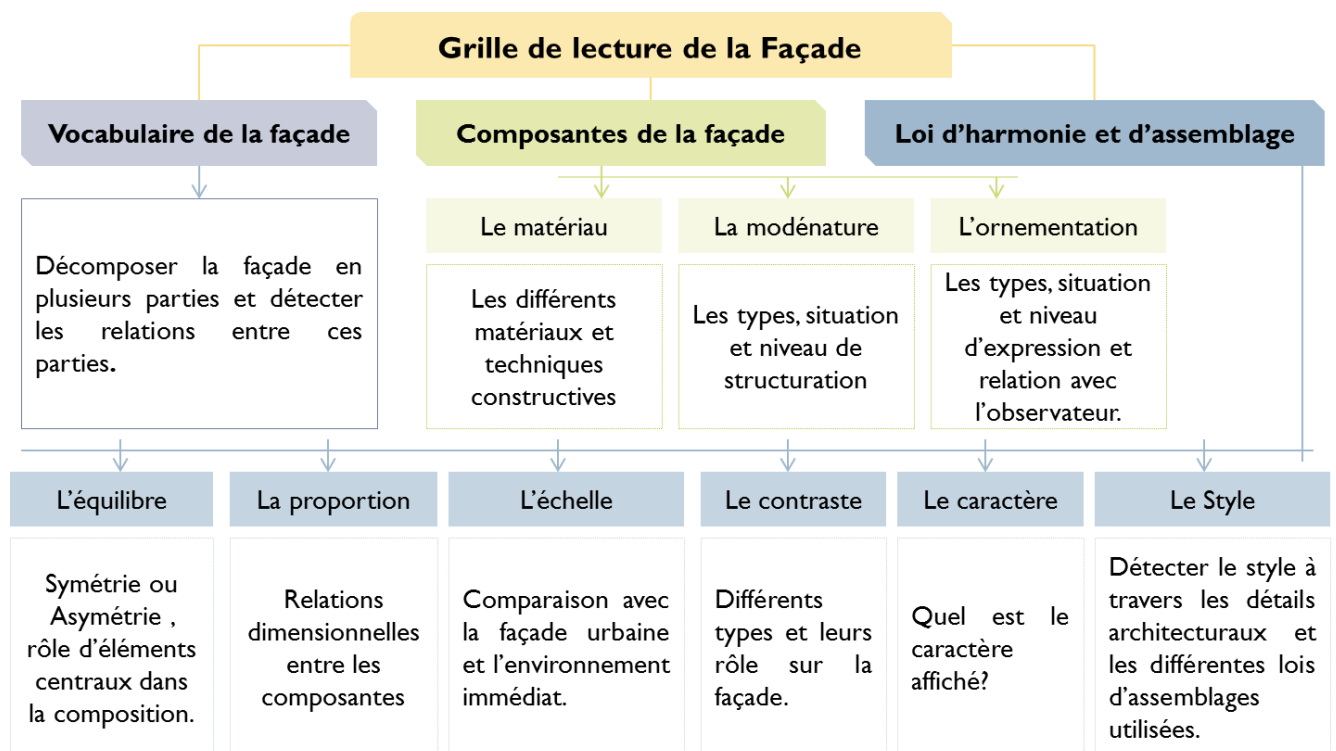 Grille de lecture de la Façade
Vocabulaire de la façade
Composantes de la façade
Loi d’harmonie et d’assemblage
Décomposer la façade en
plusieurs parties et détecter
les relations entre ces
parties.
Le matériau
Les différents
matériaux et
techniques
constructives
La modénature
Les types, situation
et niveau de
structuration
L’ornementation
Les types, situation
et niveau
d’expression et
relation avec
l’observateur.
L’équilibre
Symétrie ou
Asymétrie ,
rôle d’éléments
centraux dans
la composition.
La proportion
Relations
dimensionnelles
entre les
composantes
L’échelle
Comparaison avec
la façade urbaine
et l’environnement
immédiat.
Le contraste
Différents
types et leurs
rôle sur la
façade.
Le caractère
Quel est le
caractère
affiché?
Le Style
Détecter le style à
travers les détails
architecturaux et
les différentes lois
d’assemblages
utilisées.